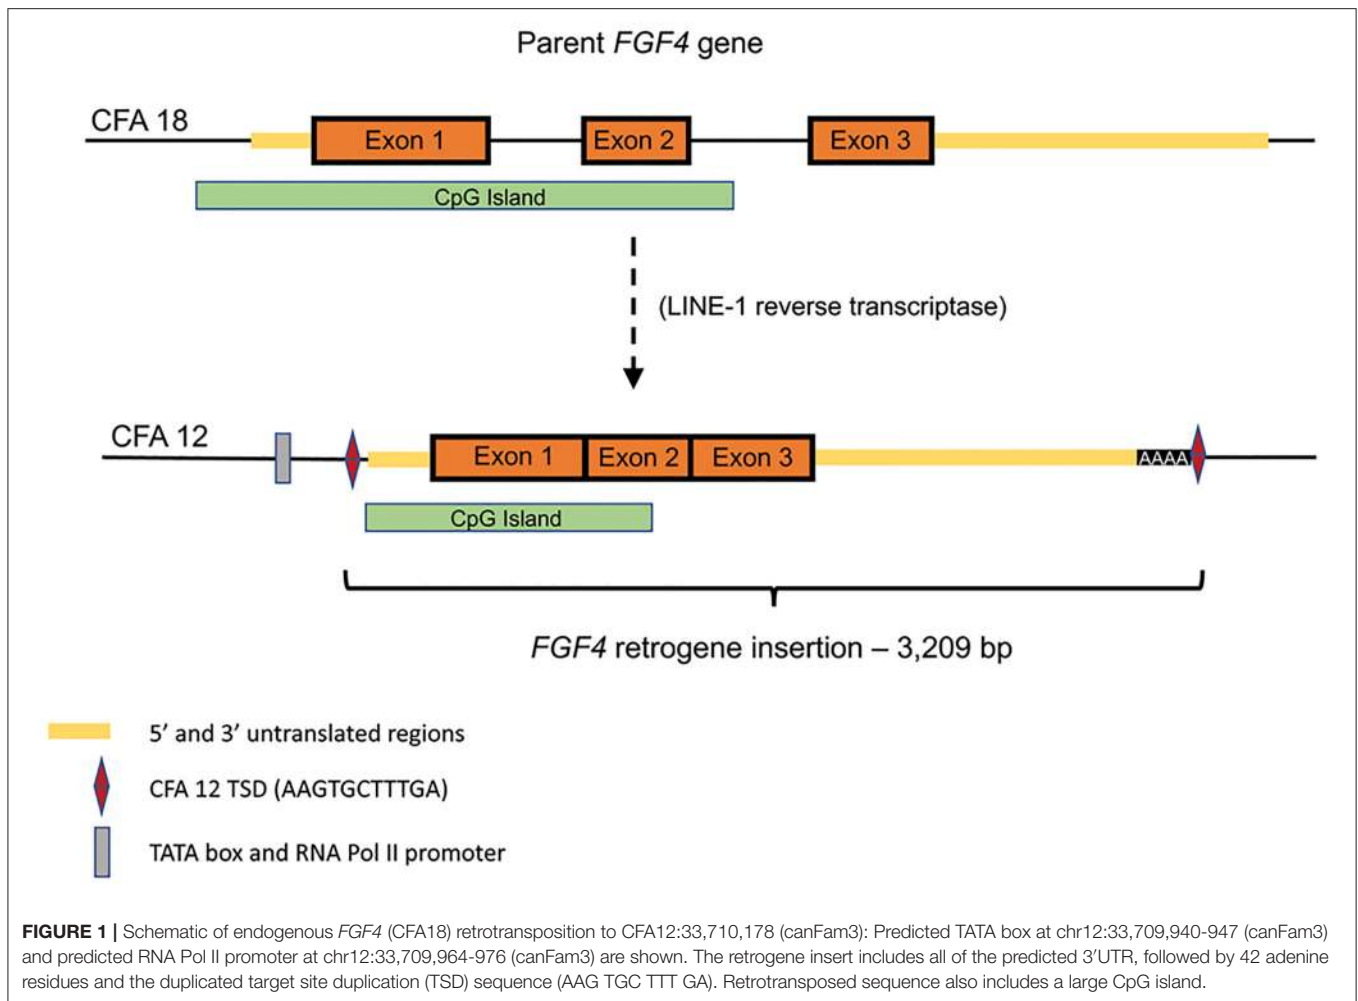 Parent FGF4 gene
CFA 18
Exon 1 Exon 2 Exon 3
CpG Island
(LINE-1 reverse transcriptase)
CFA 12
Exon 1 Exon 2 Exon 3 AAAA
CpG Island
FGF4 retrogene insertion – 3,209 bp
5′ and 3′ untranslated regions
CFA 12 TSD (AAGTGCTTTGA)
TATA box and RNA Pol II promoter
FIGURE 1 | Schematic of endogenous FGF4 (CFA18) retrotransposition to CFA12:33,710,178 (canFam3): Predicted TATA box at chr12:33,709,940-947 (canFam3)
and predicted RNA Pol II promoter at chr12:33,709,964-976 (canFam3) are shown. The retrogene insert includes all of the predicted 3′UTR, followed by 42 adenine
residues and the duplicated target site duplication (TSD) sequence (AAG TGC TTT GA). Retrotransposed sequence also includes a large CpG island.